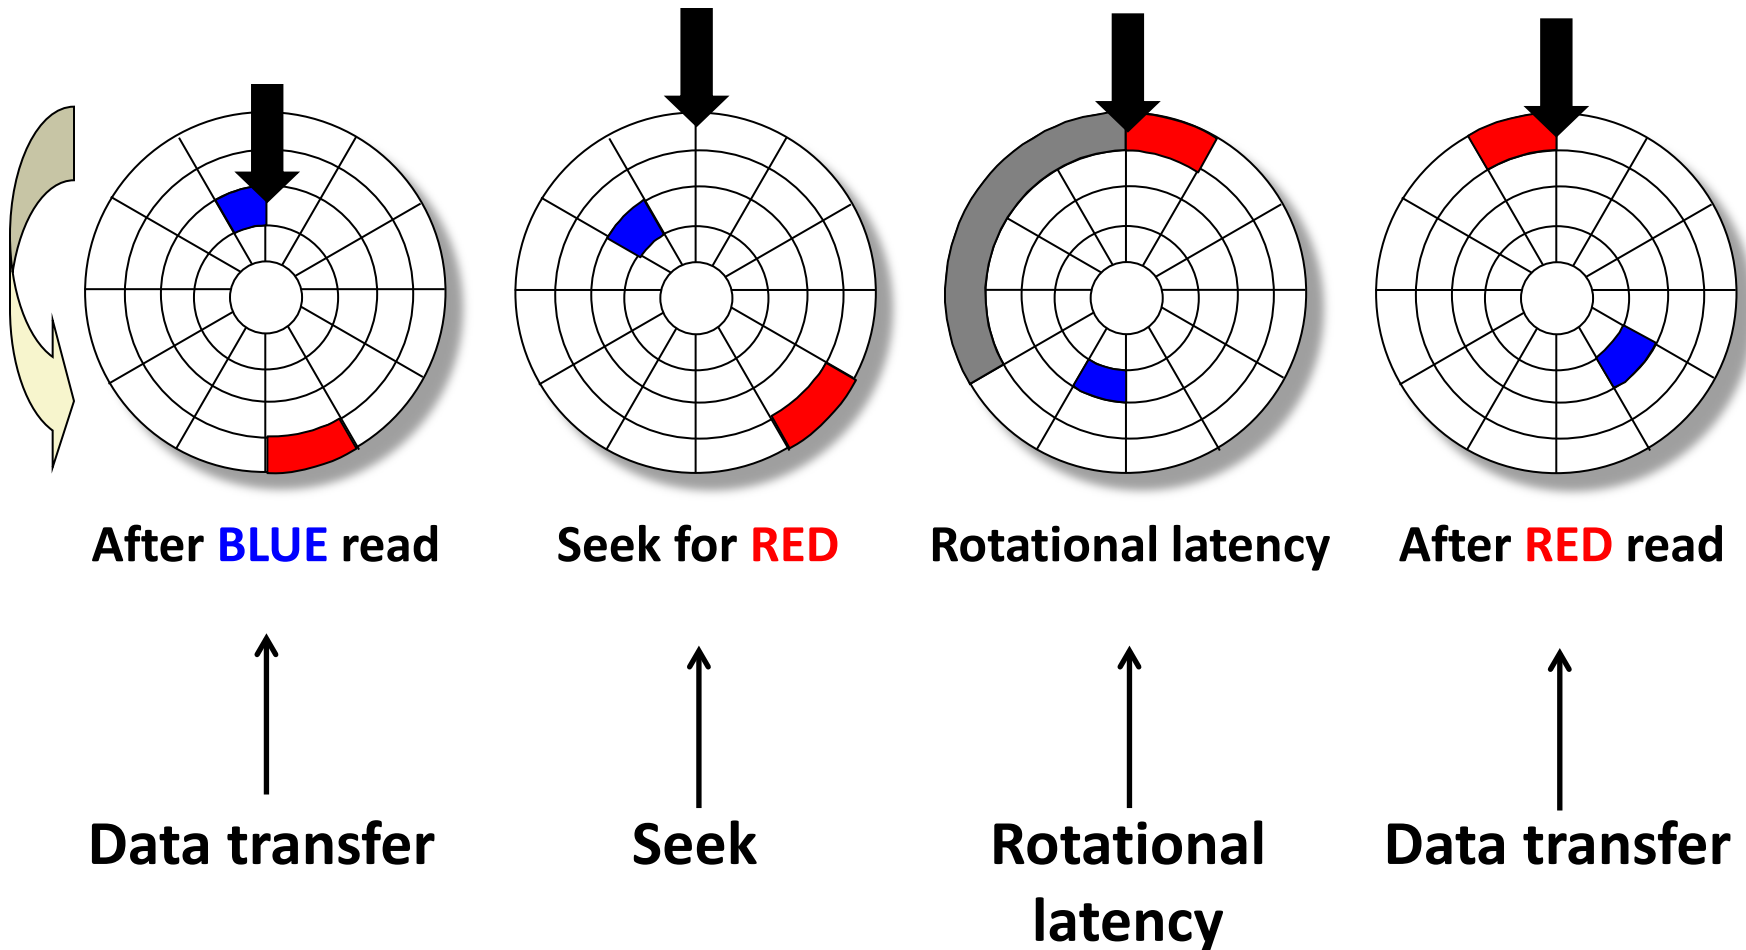 After BLUE read
Seek for RED
Rotational latency
After RED read
Data transfer
Seek
Rotational
latency
Data transfer